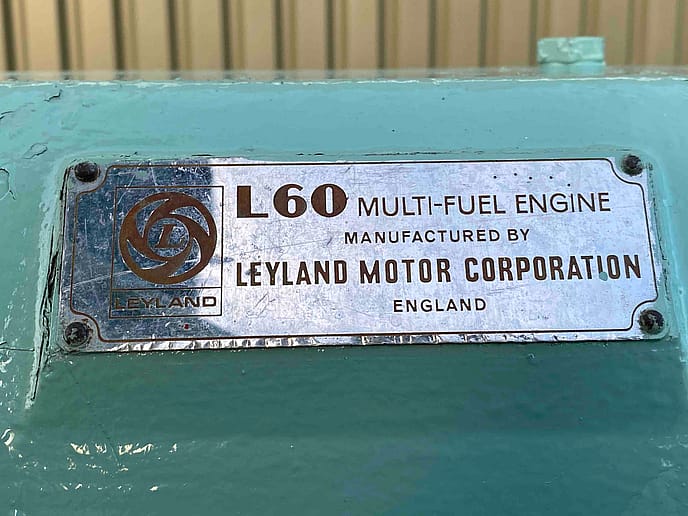 L
LEYLAND
L60 MULTI-FUEL ENGINE
MANUFACTURED BY
LEYLAND MOTOR CORPORATION
ENGLAND